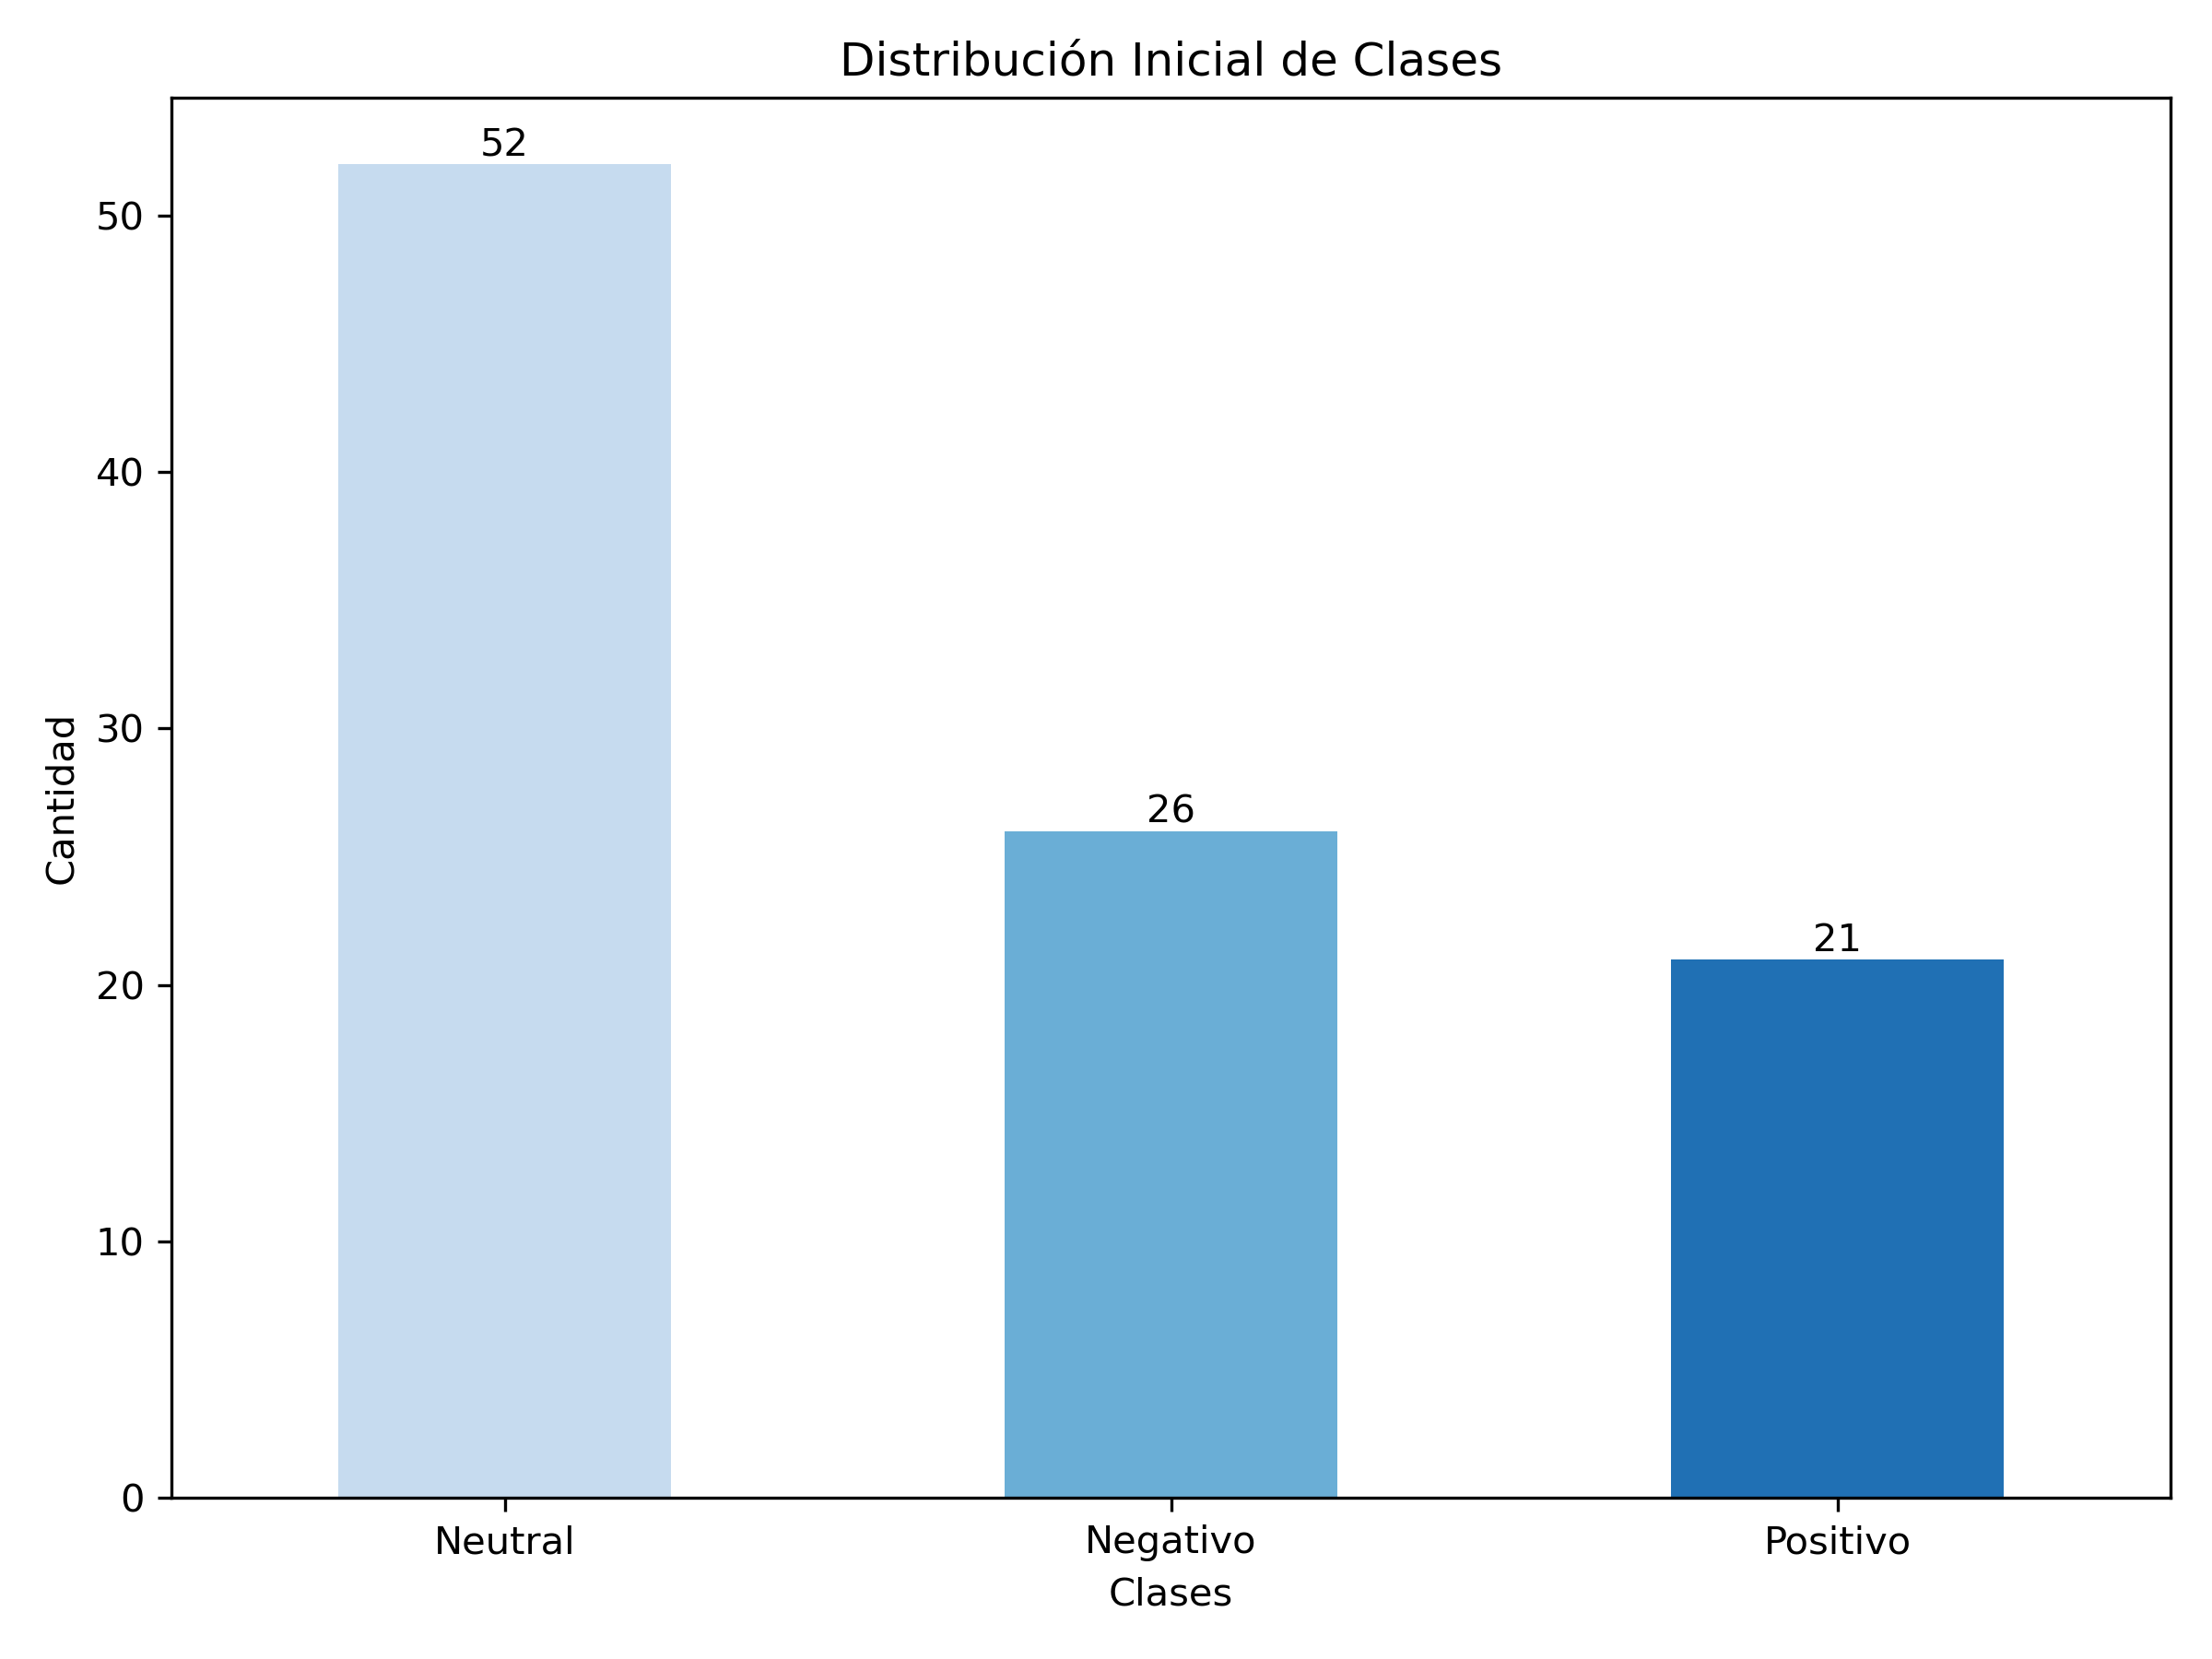 Distribución Inicial de Clases
52
50
40
30
26
21
20
10
0
Cantidad
Neutral
Negativo
Positivo
Clases